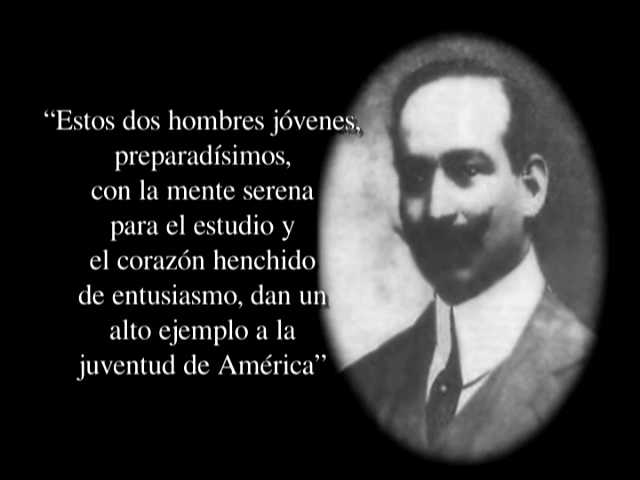 “Estos dos hombres jóvenes,
preparadísimos,
con la mente serena
para el estudio y
el corazón henchido
de entusiasmo, dan un
alto ejemplo a la
juventud de América”